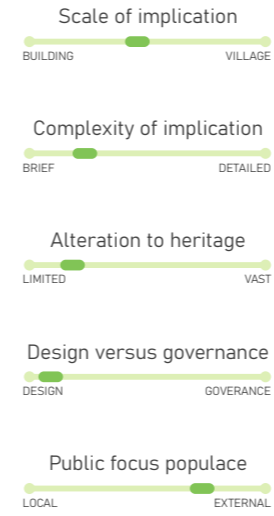 Scale of implication
BUILDING VILLAGE
Complexity of implication
BRIEF DETAILED
Alteration to heritage
LIMITED VAST
Design versus governance
DESIGN GOVERANCE
Public focus populace
LOCAL EXTERNAL